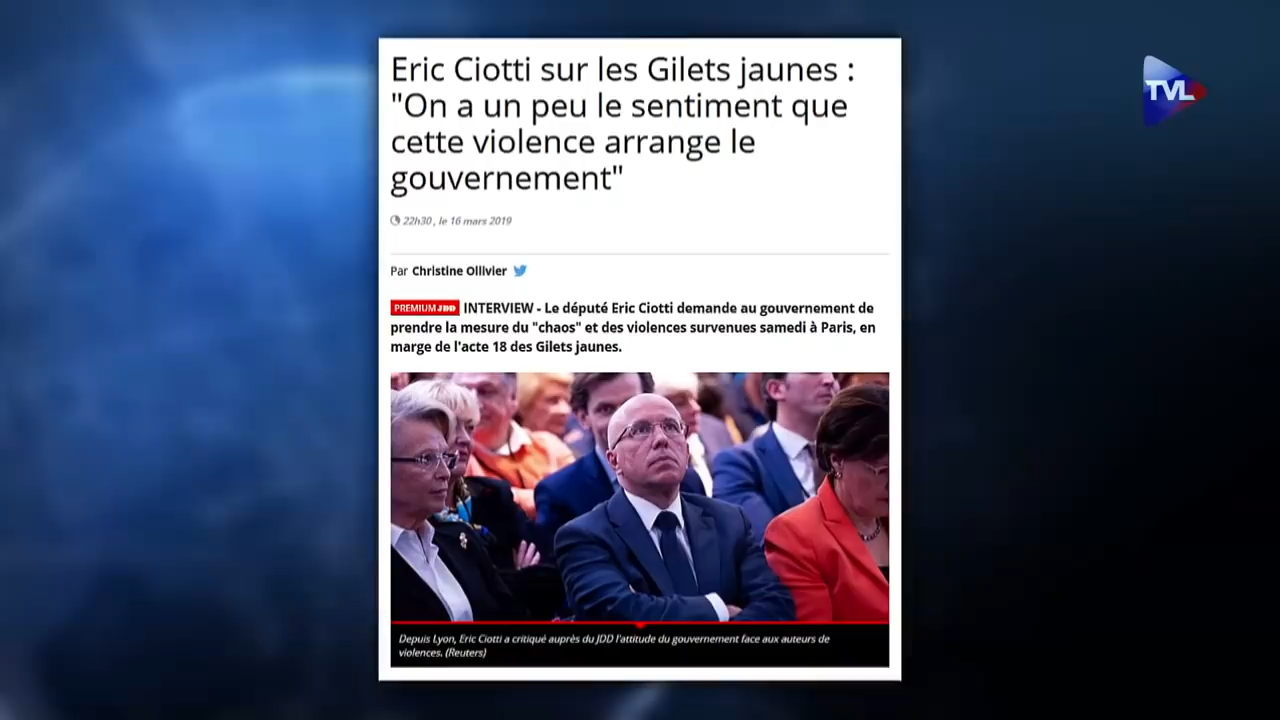 Eric Ciotti sur les Gilets jaunes :
"On a un peu le sentiment que
cette violence arrange le
gouvernement"
22h30 , le 16 mars 2019
Par Christine Ollivier
PREMIUM JDD INTERVIEW - Le député Eric Ciotti demande au gouvernement de
prendre la mesure du "chaos" et des violences survenues samedi à Paris, en
marge de l'acte 18 des Gilets jaunes.
Depuis Lyon, Eric Ciotti a critiqué auprès du JDD l'attitude du gouvernement face aux auteurs de
violences. (Reuters)
TVL